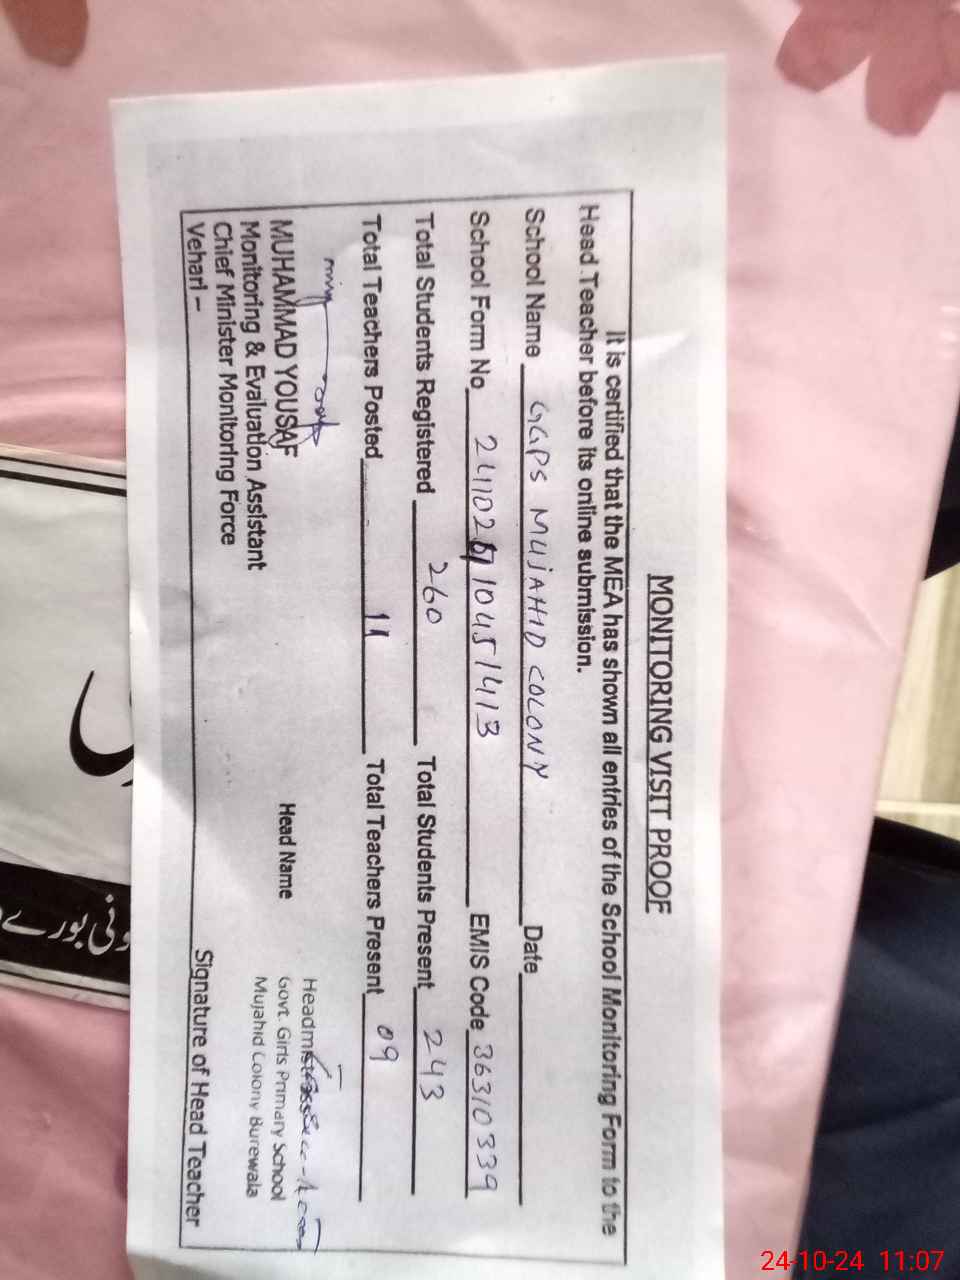 MONITORING VISIT PROOF
It is certified that the MEA has shown all entries of the School Monitoring Form to the
Head Teacher before its online submission.
School Name GGPS MUJAHID COLONY Date
School Form No EMIS Code 36310339
Total Students Registered 260 Total Students Present 243
Total Teachers Posted 11 Total Teachers Present 09
MUHAMMAD YOUSAF
Monitoring & Evaluation Assistant
Chief Minister Monitoring Force
Vehari –
Head Name
Headmistress
Govt. Girls Primary School
Mujahid Colony Burewala
Signature of Head Teacher
24-10-24 11:07